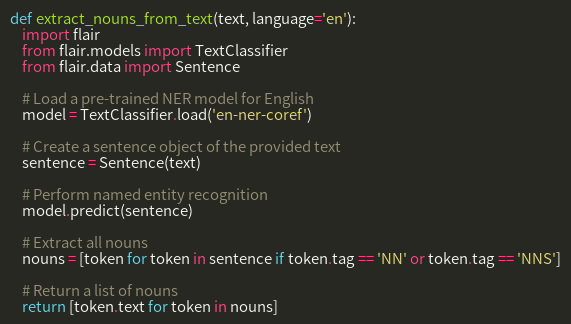 def extract_nouns_from_text(text, language='en'):
    import flair
    from flair.models import TextClassifier
    from flair.data import Sentence

    # Load a pre-trained NER model for English
    model = TextClassifier.load('en-ner-coref')

    # Create a sentence object of the provided text
    sentence = Sentence(text)

    # Perform named entity recognition
    model.predict(sentence)

    # Extract all nouns
    nouns = [token for token in sentence if token.tag == 'NN' or token.tag == 'NNS']

    # Return a list of nouns
    return [token.text for token in nouns]